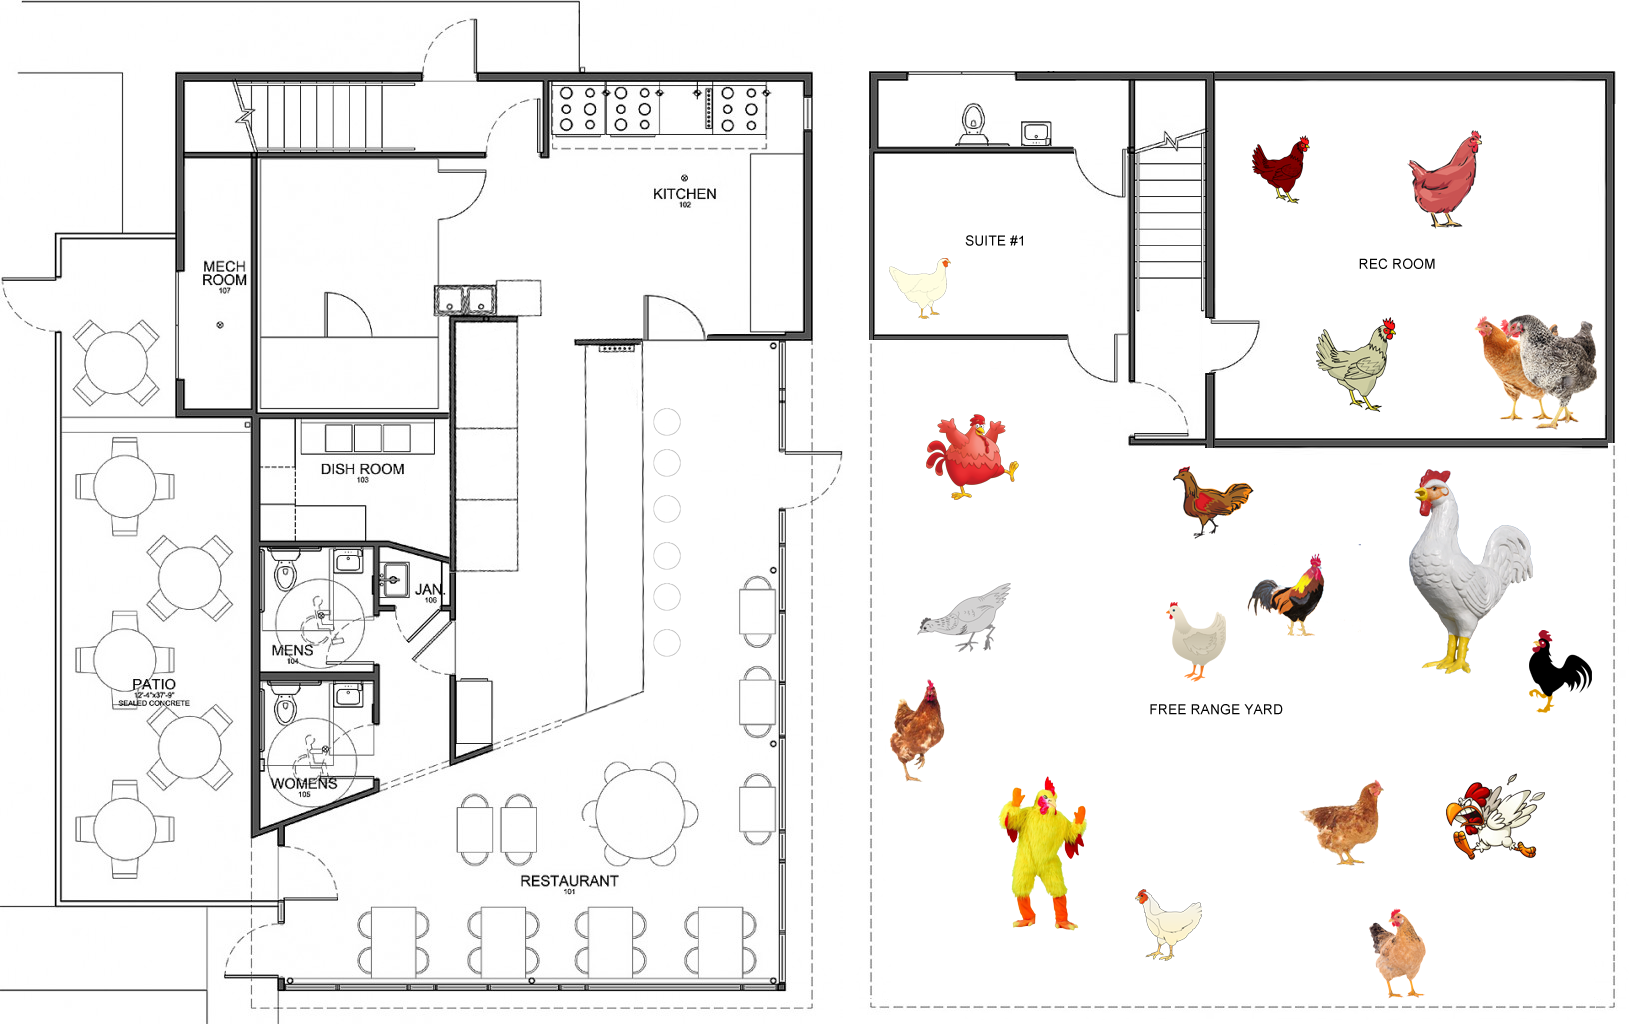 KITCHEN
102
MECH
ROOM
107
DISH ROOM
103
JAN.
106
MENS
104
PATIO
12'-4"x37'-9"
SEALED CONCRETE
WOMENS
105
RESTAURANT
101
SUITE #1
REC ROOM
FREE RANGE YARD